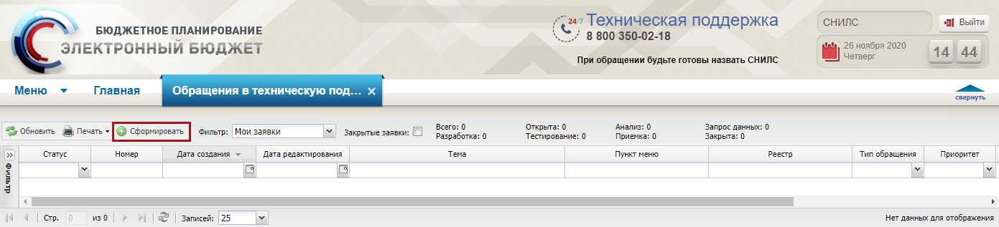 БЮДЖЕТНОЕ ПЛАНИРОВАНИЕ
ЭЛЕКТРОННЫЙ БЮДЖЕТ
24/7 Техническая поддержка
8 800 350-02-18
При обращении будьте готовы назвать СНИЛС
СНИЛС Выйти
26 ноября 2020
Четверг
14 44
Меню Главная Обращения в техническую под... свернуть
Обновить Печать Сформировать Фильтр: Мои заявки Закрытые заявки:
Всего: 0 Открыта: 0 Анализ: 0 Запрос данных: 0
Разработка: 0 Тестирование: 0 Приемка: 0 Закрыта: 0
Статус Номер Дата создания Дата редактирования Тема Пункт меню Реестр Тип обращения Приоритет
Фильтр
Стр. 0 из 0 Записей: 25 Нет данных для отображения